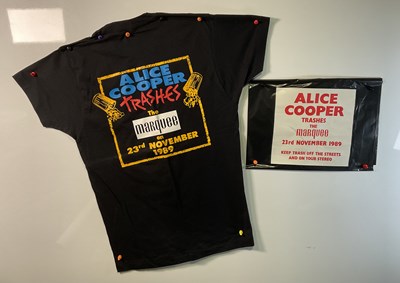 ALICE
COOPER
TRASHES
The
MARQUEE
on
23rd NOVEMBER
1989
ALICE
COOPER
TRASHES
THE
MARQUEE
23rd NOVEMBER 1989
KEEP TRASH OFF THE STREETS
AND ON YOUR STEREO